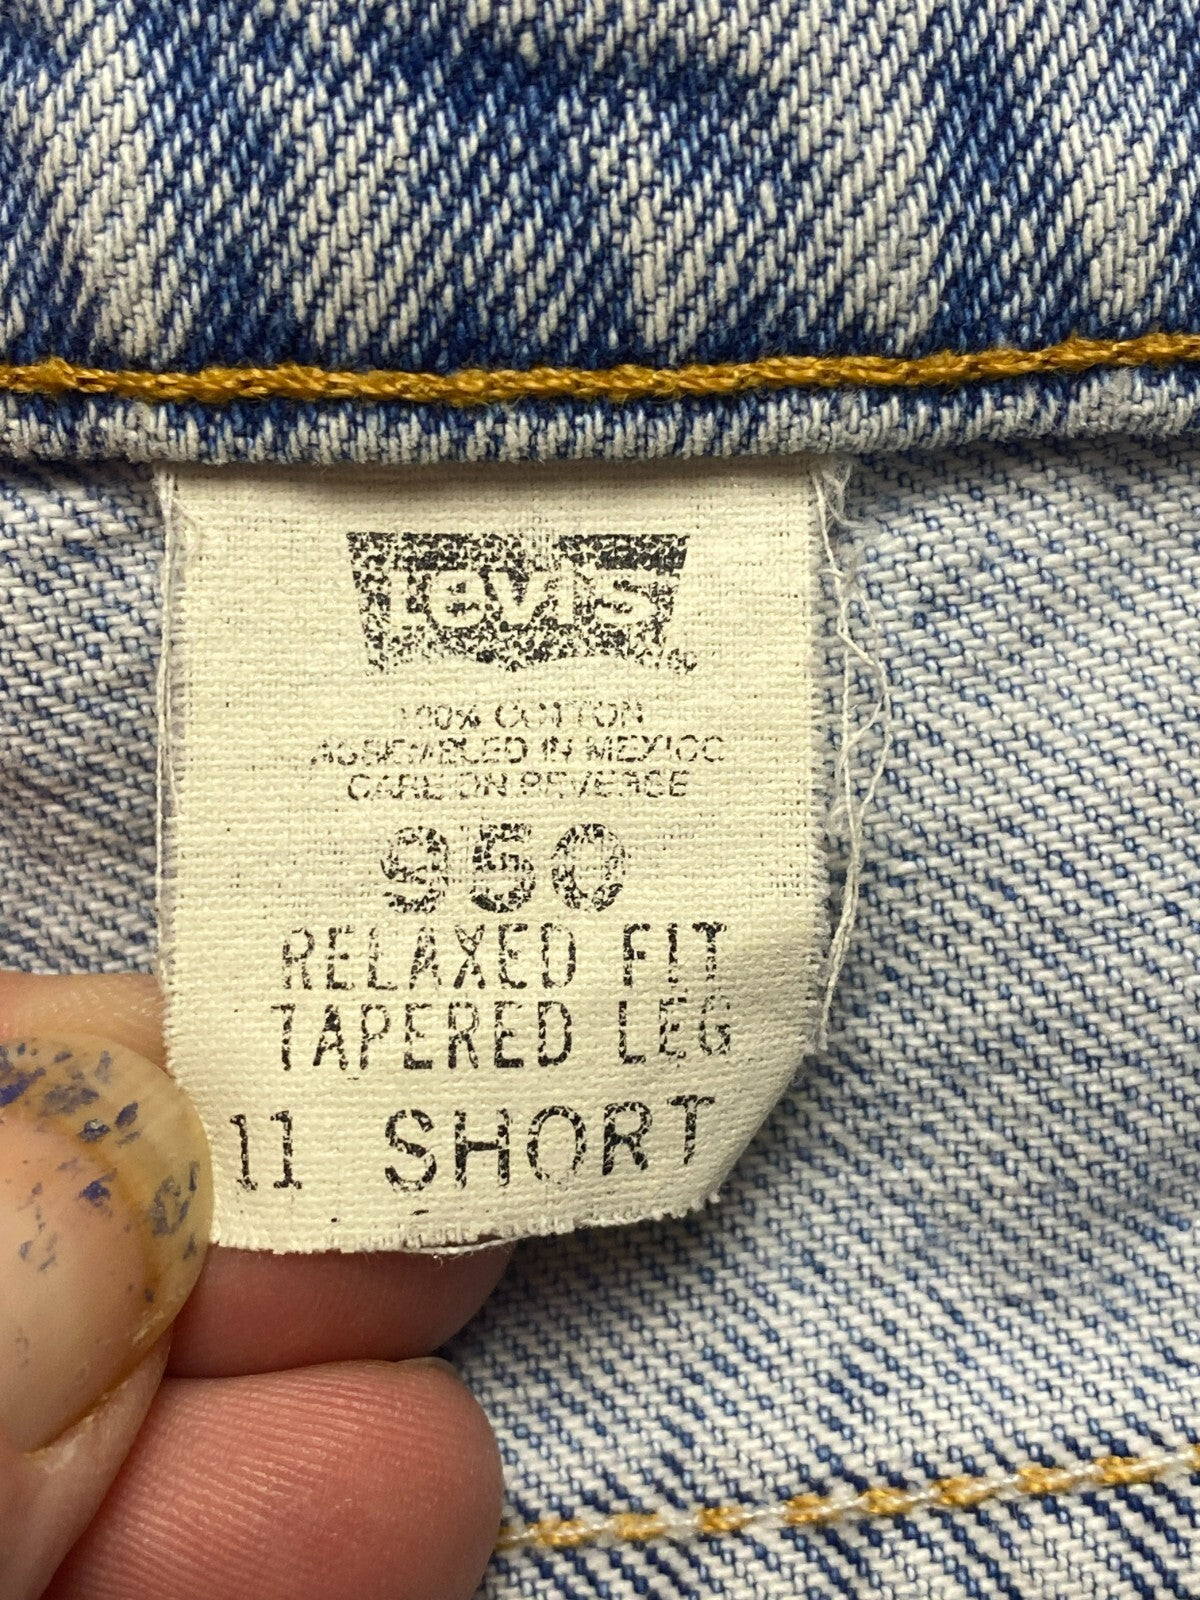 Levi's
100% COTTON
ASSEMBLED IN MEXICO
CARE ON REVERSE
950
RELAXED FIT
TAPERED LEG
11 SHORT